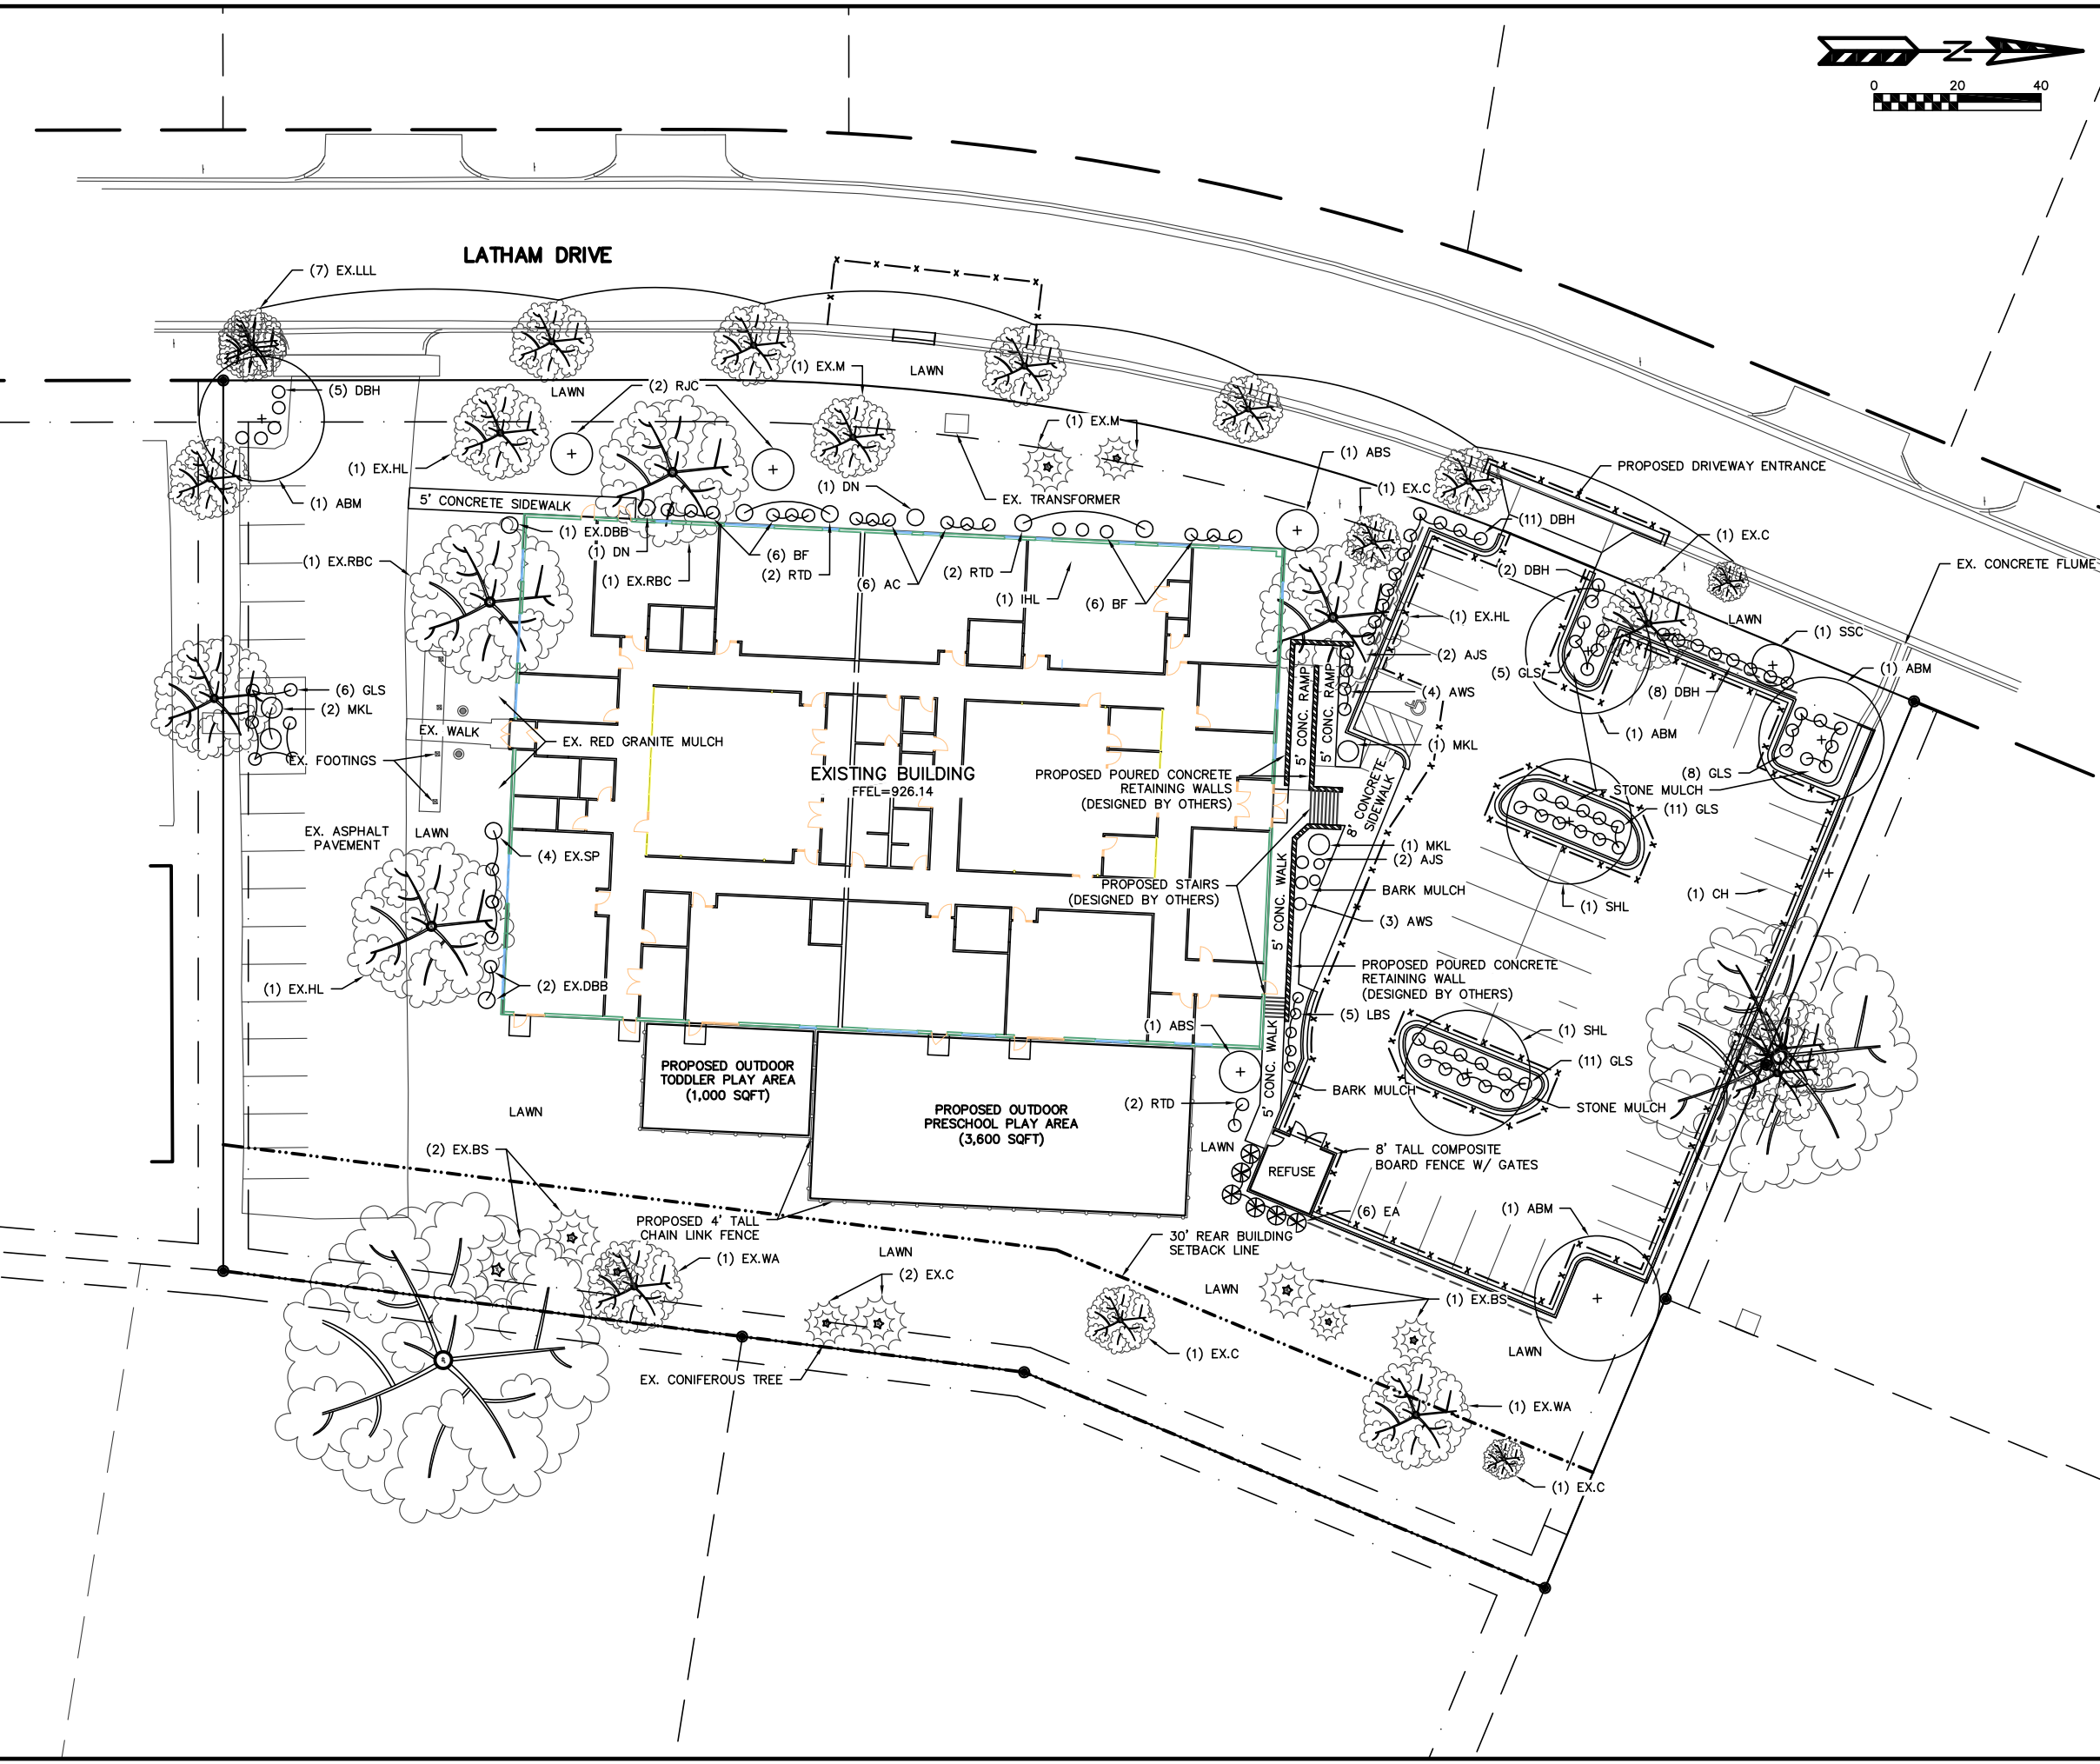 Z
0 20 40
LATHAM DRIVE
(7) EX.LLL
(1) EX.M
LAWN
(2) RJC
LAWN
(5) DBH
(1) EX.M
(1) ABS
(1) EX.HL
PROPOSED DRIVEWAY ENTRANCE
(1) ABM
5' CONCRETE SIDEWALK
(1) DN
EX. TRANSFORMER
(1) EX.C
(11) DBH
(1) EX.DBB
(1) DN
(1) EX.C
(1) EX.RBC
(6) BF
(2) RTD
(1) EX.RBC
(6) AC
(2) RTD
(1) IHL
(6) BF
(2) DBH
EX. CONCRETE FLUME
(1) EX.HL
LAWN
(1) SSC
(2) AJS
(1) ABM
(5) GLS
(6) GLS
(2) MKL
(4) AWS
(8) DBH
5' CONC. RAMP
5' CONC. RAMP
EX. WALK
EX. RED GRANITE MULCH
(1) MKL
(1) ABM
EX. FOOTINGS
EXISTING BUILDING
FFEL=926.14
PROPOSED POURED CONCRETE
RETAINING WALLS
(DESIGNED BY OTHERS)
8' CONCRETE
SIDEWALK
(8) GLS
STONE MULCH
(11) GLS
EX. ASPHALT
PAVEMENT
LAWN
(4) EX.SP
(1) MKL
(2) AJS
PROPOSED STAIRS
(DESIGNED BY OTHERS)
BARK MULCH
5' CONC. WALK
(1) CH
(1) SHL
(3) AWS
PROPOSED POURED CONCRETE
RETAINING WALL
(DESIGNED BY OTHERS)
(1) EX.HL
(2) EX.DBB
(1) ABS
(5) LBS
(1) SHL
(11) GLS
5' CONC. WALK
PROPOSED OUTDOOR
TODDLER PLAY AREA
(1,000 SQFT)
BARK MULCH
STONE MULCH
LAWN
(2) RTD
PROPOSED OUTDOOR
PRESCHOOL PLAY AREA
(3,600 SQFT)
LAWN
(2) EX.BS
8' TALL COMPOSITE
BOARD FENCE W/ GATES
REFUSE
(1) ABM
(6) EA
PROPOSED 4' TALL
CHAIN LINK FENCE
30' REAR BUILDING
SETBACK LINE
(1) EX.WA
LAWN
(2) EX.C
LAWN
(1) EX.BS
(1) EX.C
LAWN
EX. CONIFEROUS TREE
(1) EX.WA
(1) EX.C